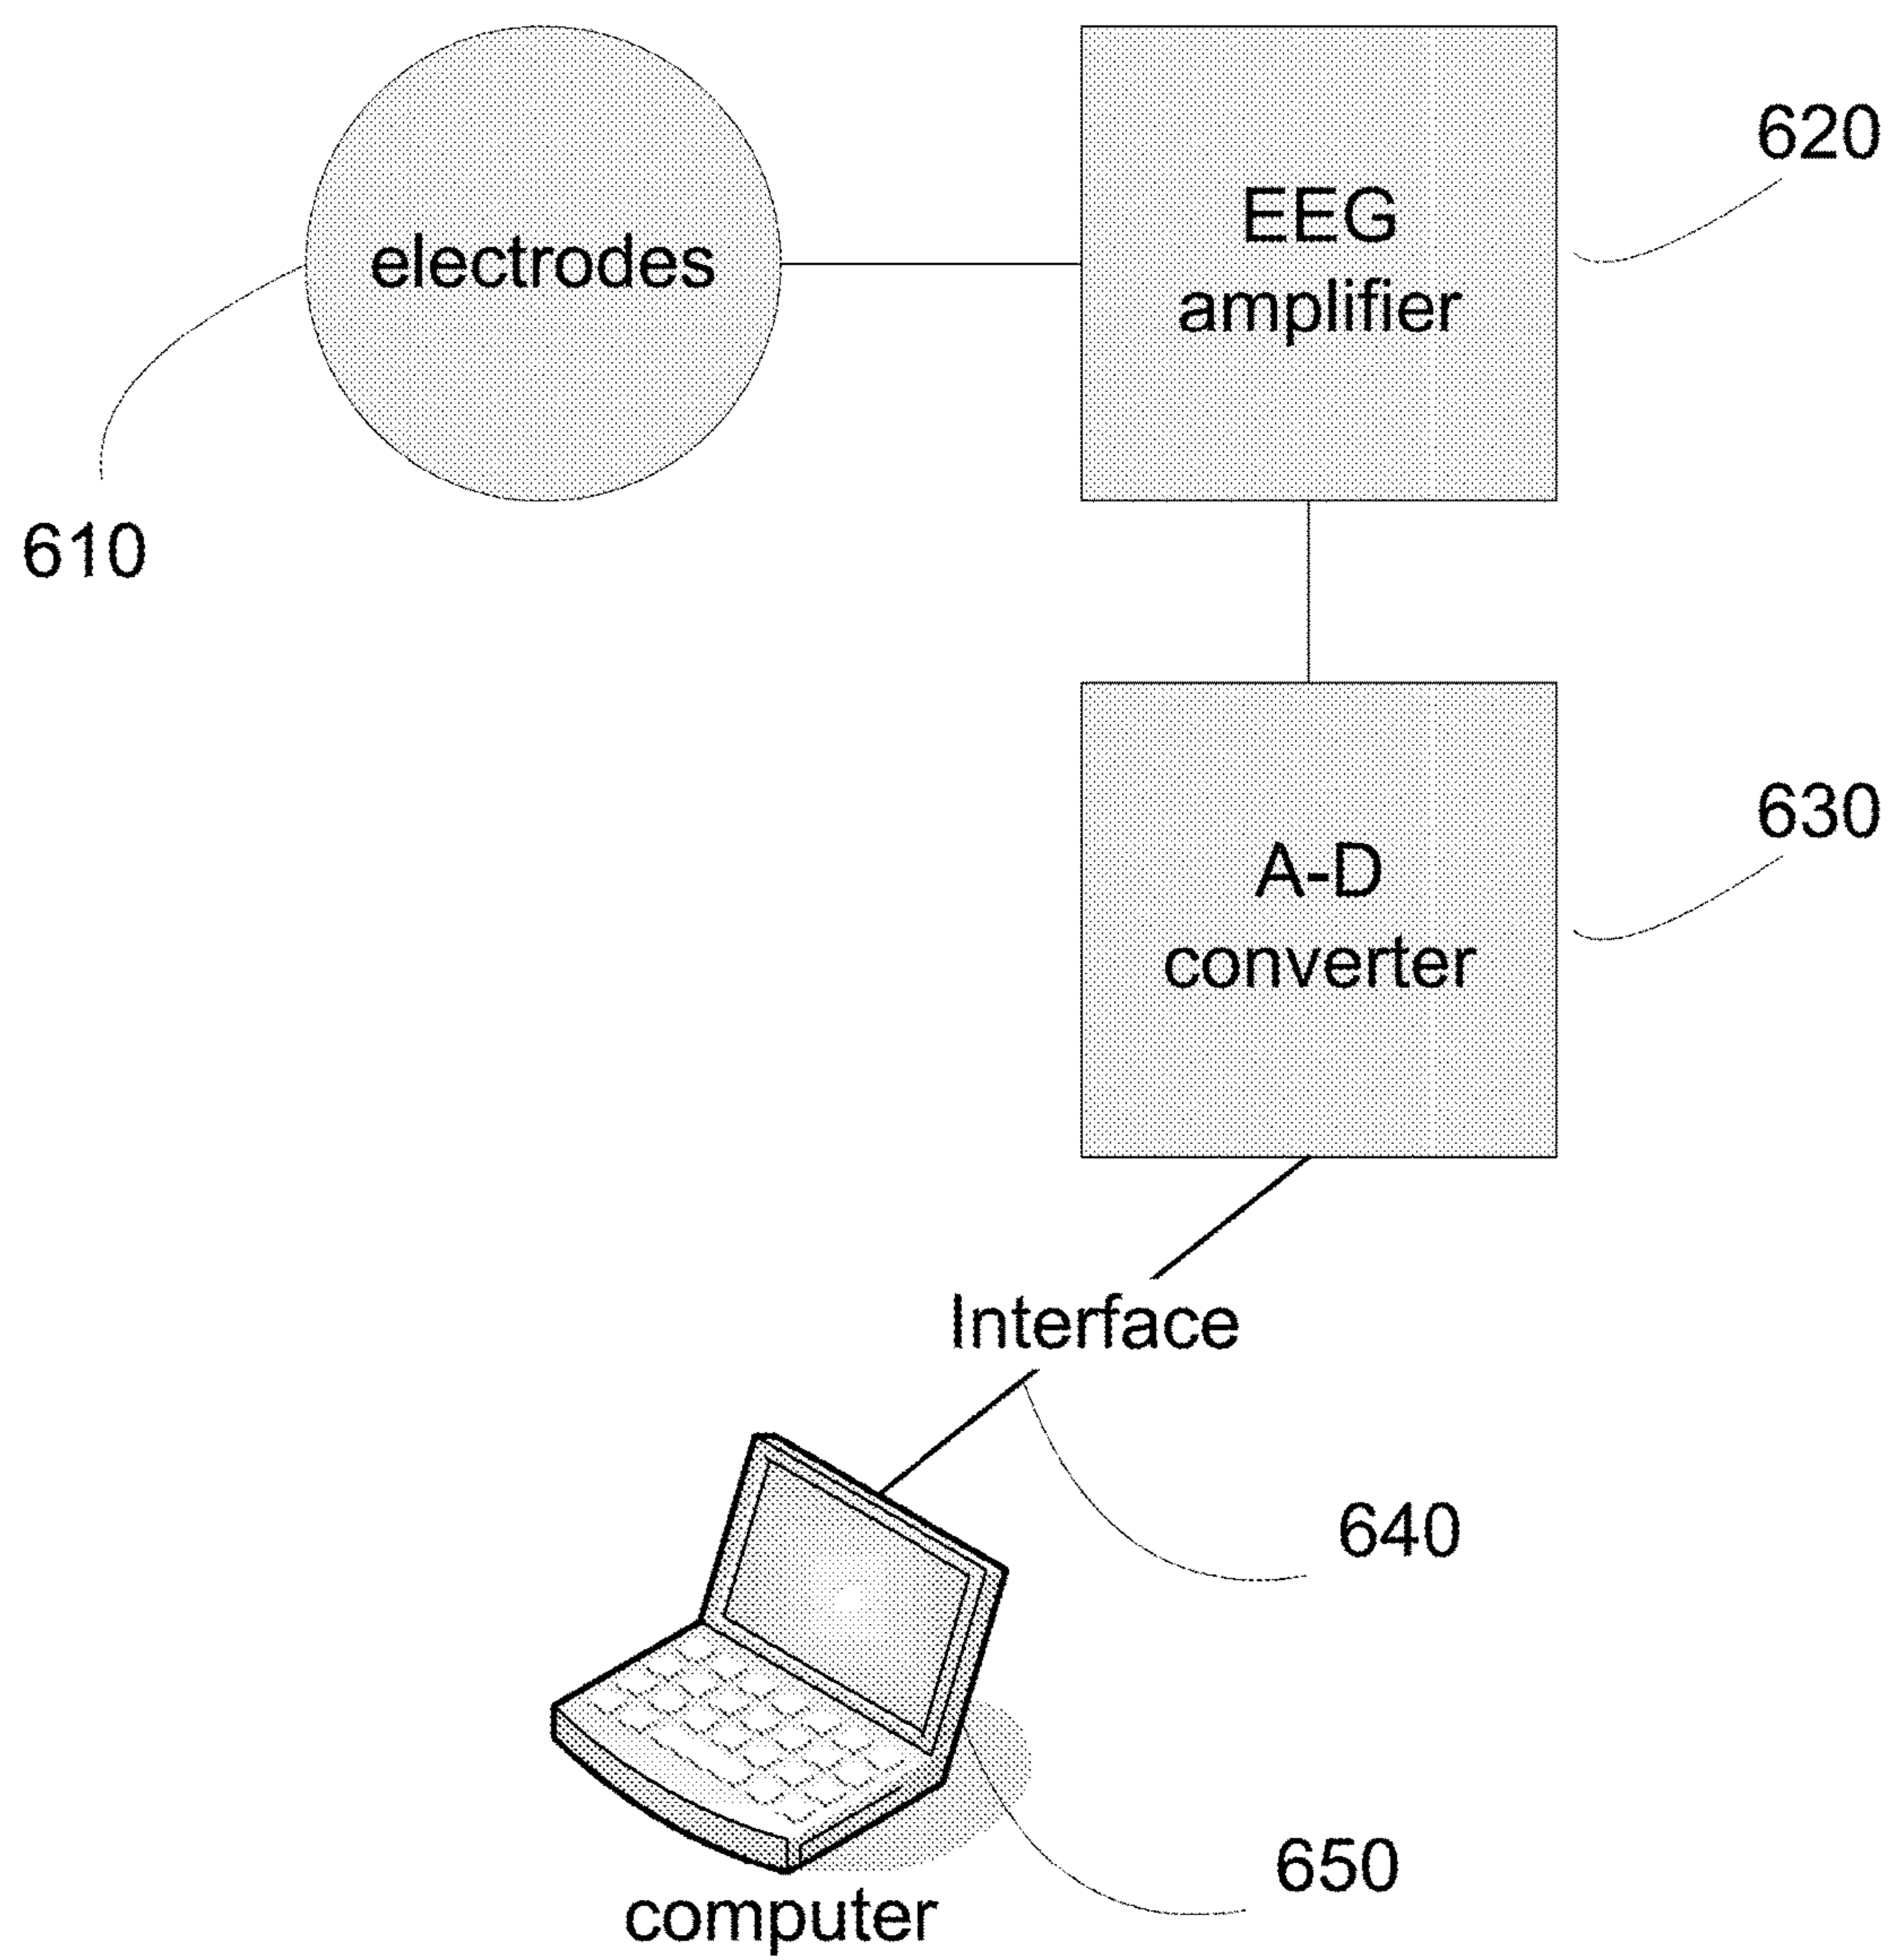 electrodes
EEG
amplifier
620
610
A-D
converter
630
Interface
640
650
computer